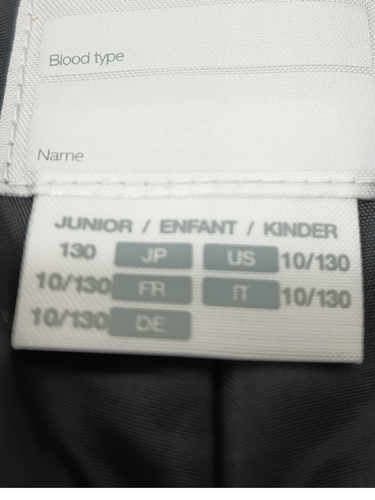 Blood type
Name
JUNIOR / ENFANT / KINDER
130 JP US 10/130
10/130 FR IT 10/130
10/130 DE